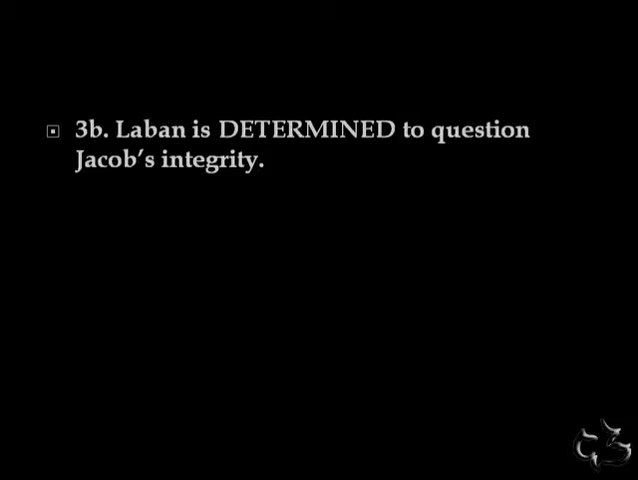 3b. Laban is DETERMINED to question
Jacob's integrity.